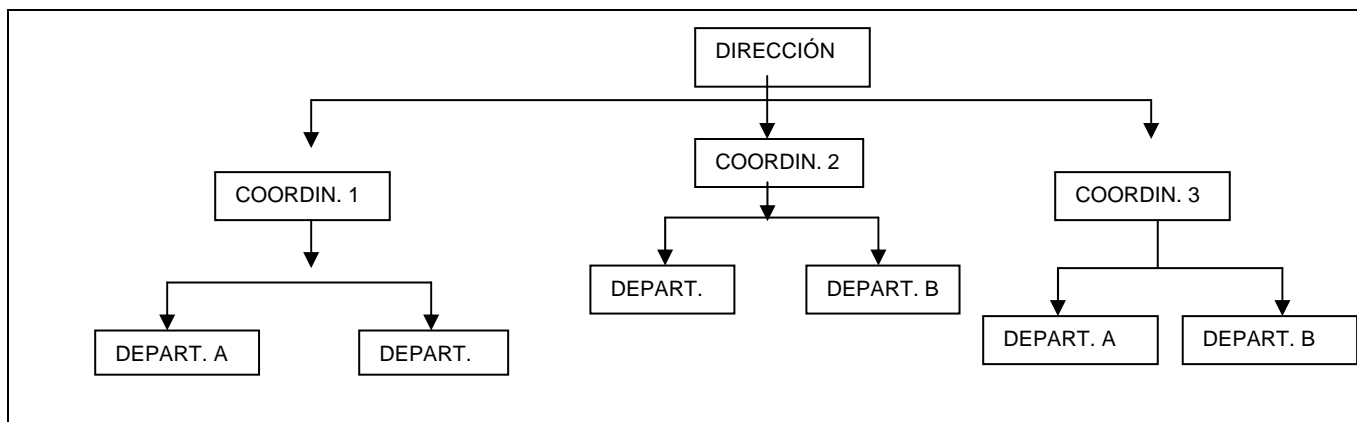 DIRECCIÓN
COORDIN. 2
COORDIN. 1
COORDIN. 3
DEPART.
DEPART. B
DEPART. A
DEPART. B
DEPART. A
DEPART.